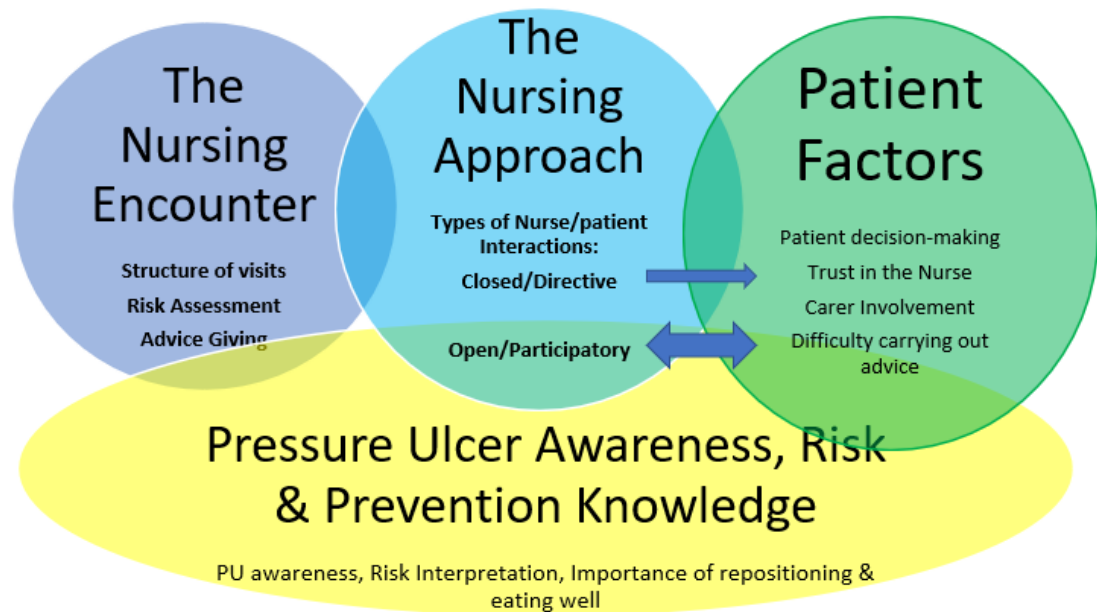 The
Nursing
Encounter
Structure of visits
Risk Assessment
Advice Giving
The
Nursing
Approach
Types of Nurse/patient
Interactions:
Closed/Directive
Open/Participatory
Patient
Factors
Patient decision-making
Trust in the Nurse
Carer Involvement
Difficulty carrying out
advice
Pressure Ulcer Awareness, Risk
& Prevention Knowledge
PU awareness, Risk Interpretation, Importance of repositioning &
eating well